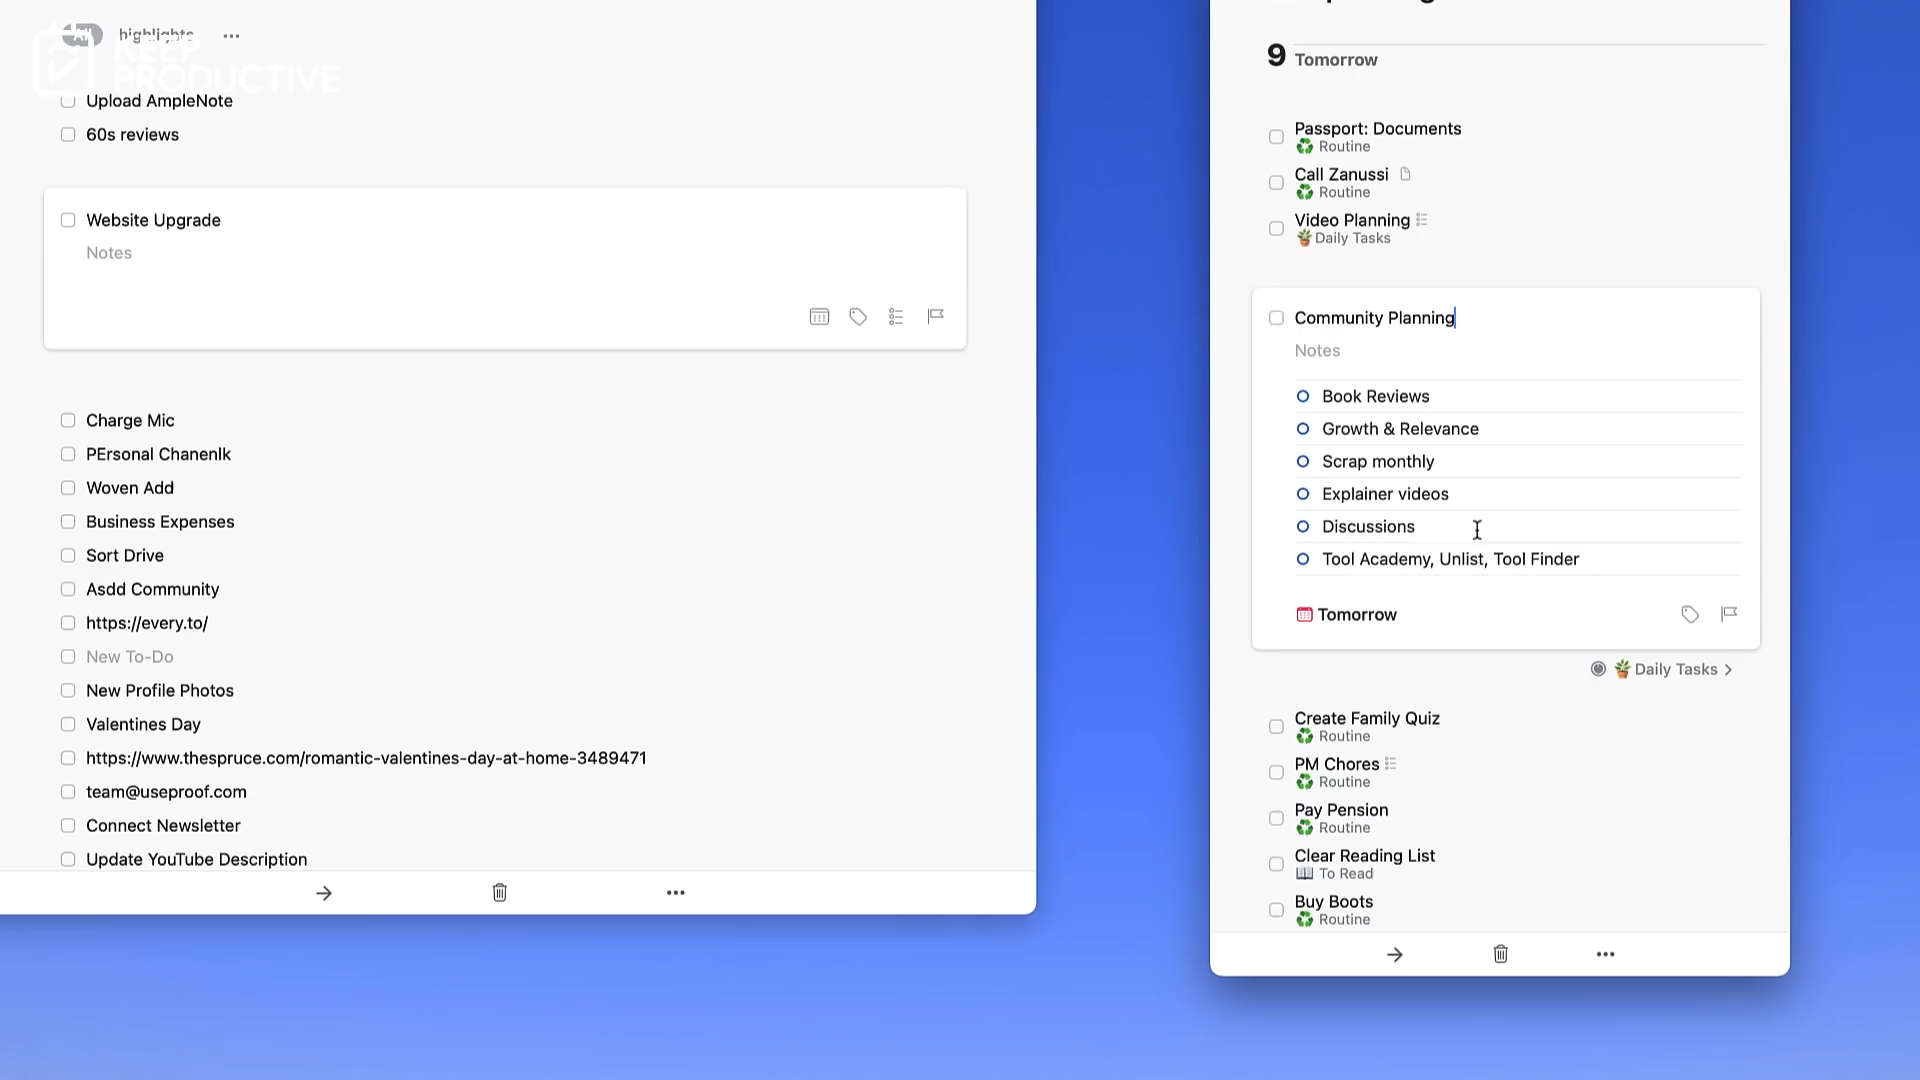 All highlights
KEEP
PRODUCTIVE
Upload AmpleNote
60s reviews
Website Upgrade
Notes
Charge Mic
PErsonal Chanenlk
Woven Add
Business Expenses
Sort Drive
Asdd Community
https://every.to/
New To-Do
New Profile Photos
Valentines Day
https://www.thespruce.com/romantic-valentines-day-at-home-3489471
team@useproof.com
Connect Newsletter
Update YouTube Description
9 Tomorrow
Passport: Documents
Routine
Call Zanussi
Routine
Video Planning
Daily Tasks
Community Planning
Notes
Book Reviews
Growth & Relevance
Scrap monthly
Explainer videos
Discussions
Tool Academy, Unlist, Tool Finder
Tomorrow
Daily Tasks
Create Family Quiz
Routine
PM Chores
Routine
Pay Pension
Routine
Clear Reading List
To Read
Buy Boots
Routine